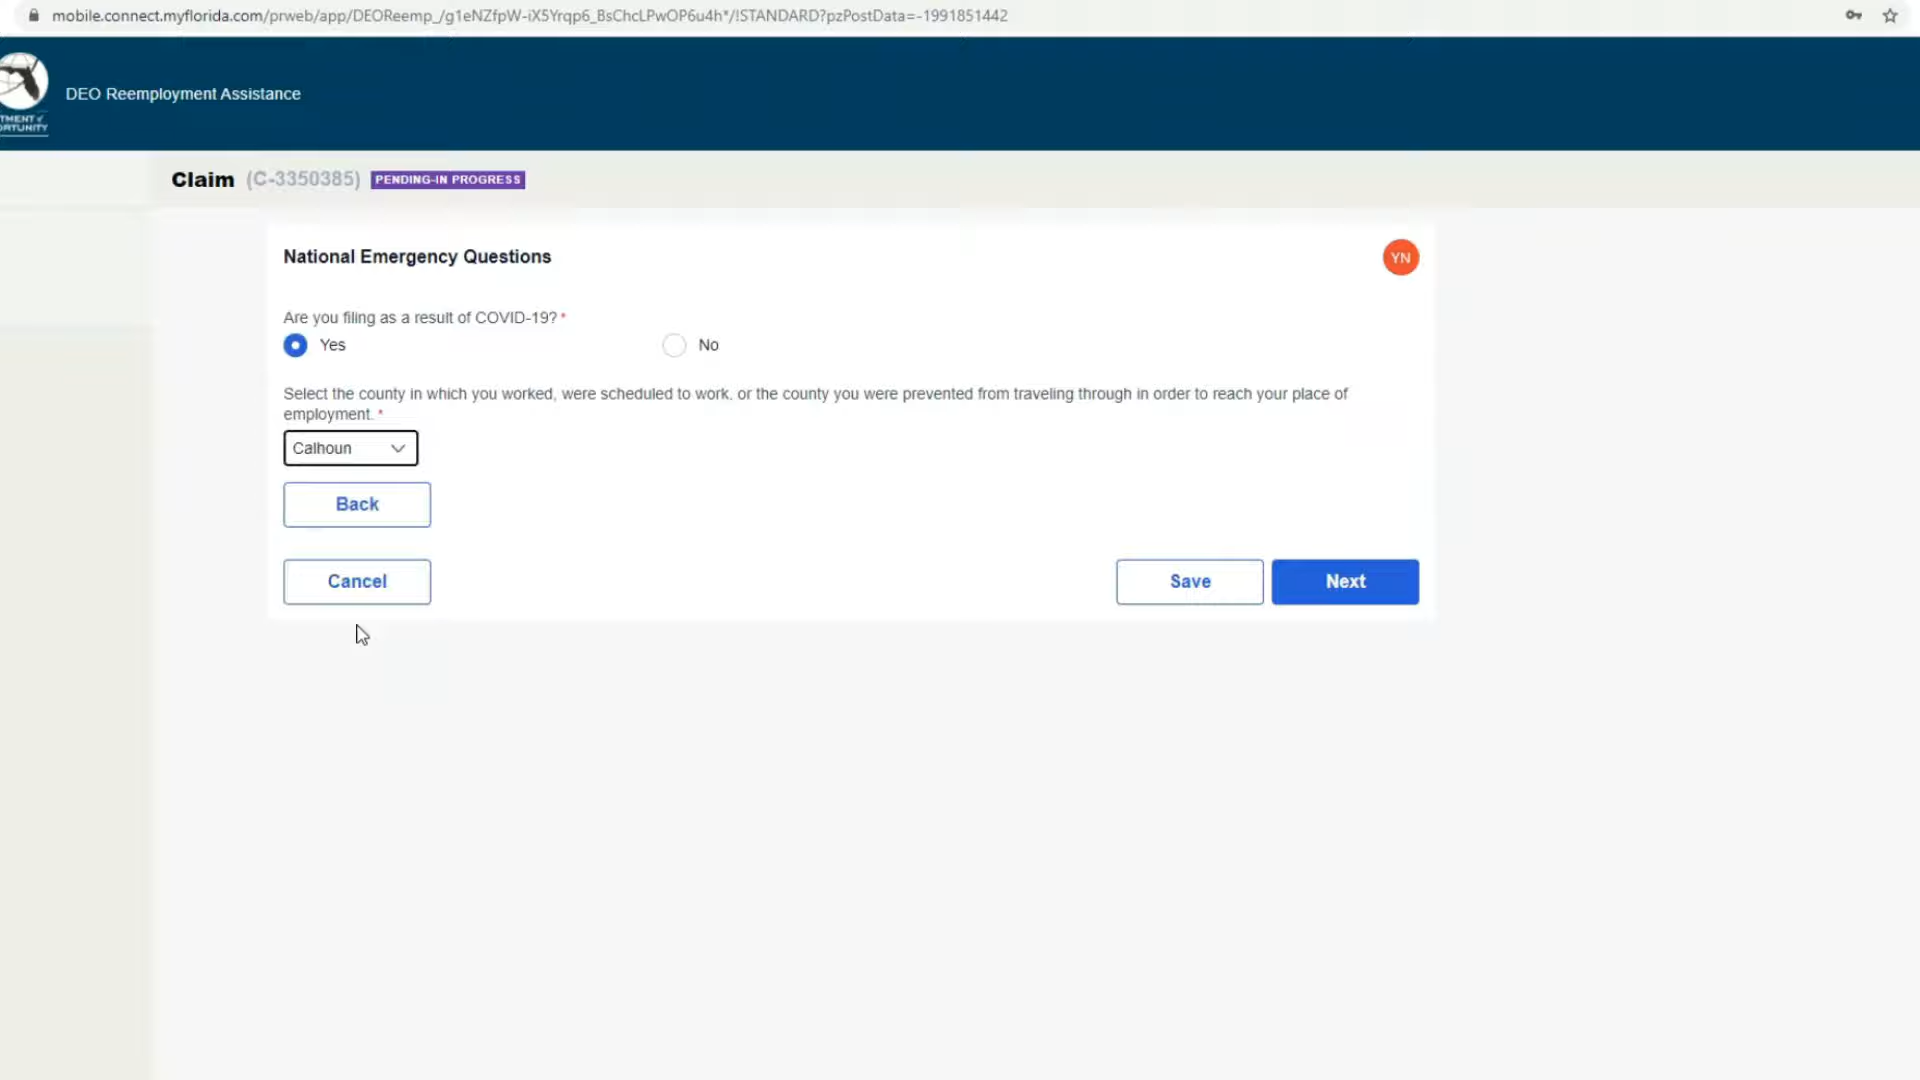 mobile.connect.myflorida.com/prweb/app/DEOReemp_/g1eNZfpW-iX5Yrqp6_BsChcLPwOP6u4h*/!STANDARD?pzPostData=-1991851442
DEO Reemployment Assistance
TMENT of
ORTUNITY
Claim (C-3350385) PENDING-IN PROGRESS
National Emergency Questions
YN
Are you filing as a result of COVID-19? *
Yes No
Select the county in which you worked, were scheduled to work. or the county you were prevented from traveling through in order to reach your place of
employment. *
Calhoun
Back
Cancel Save Next